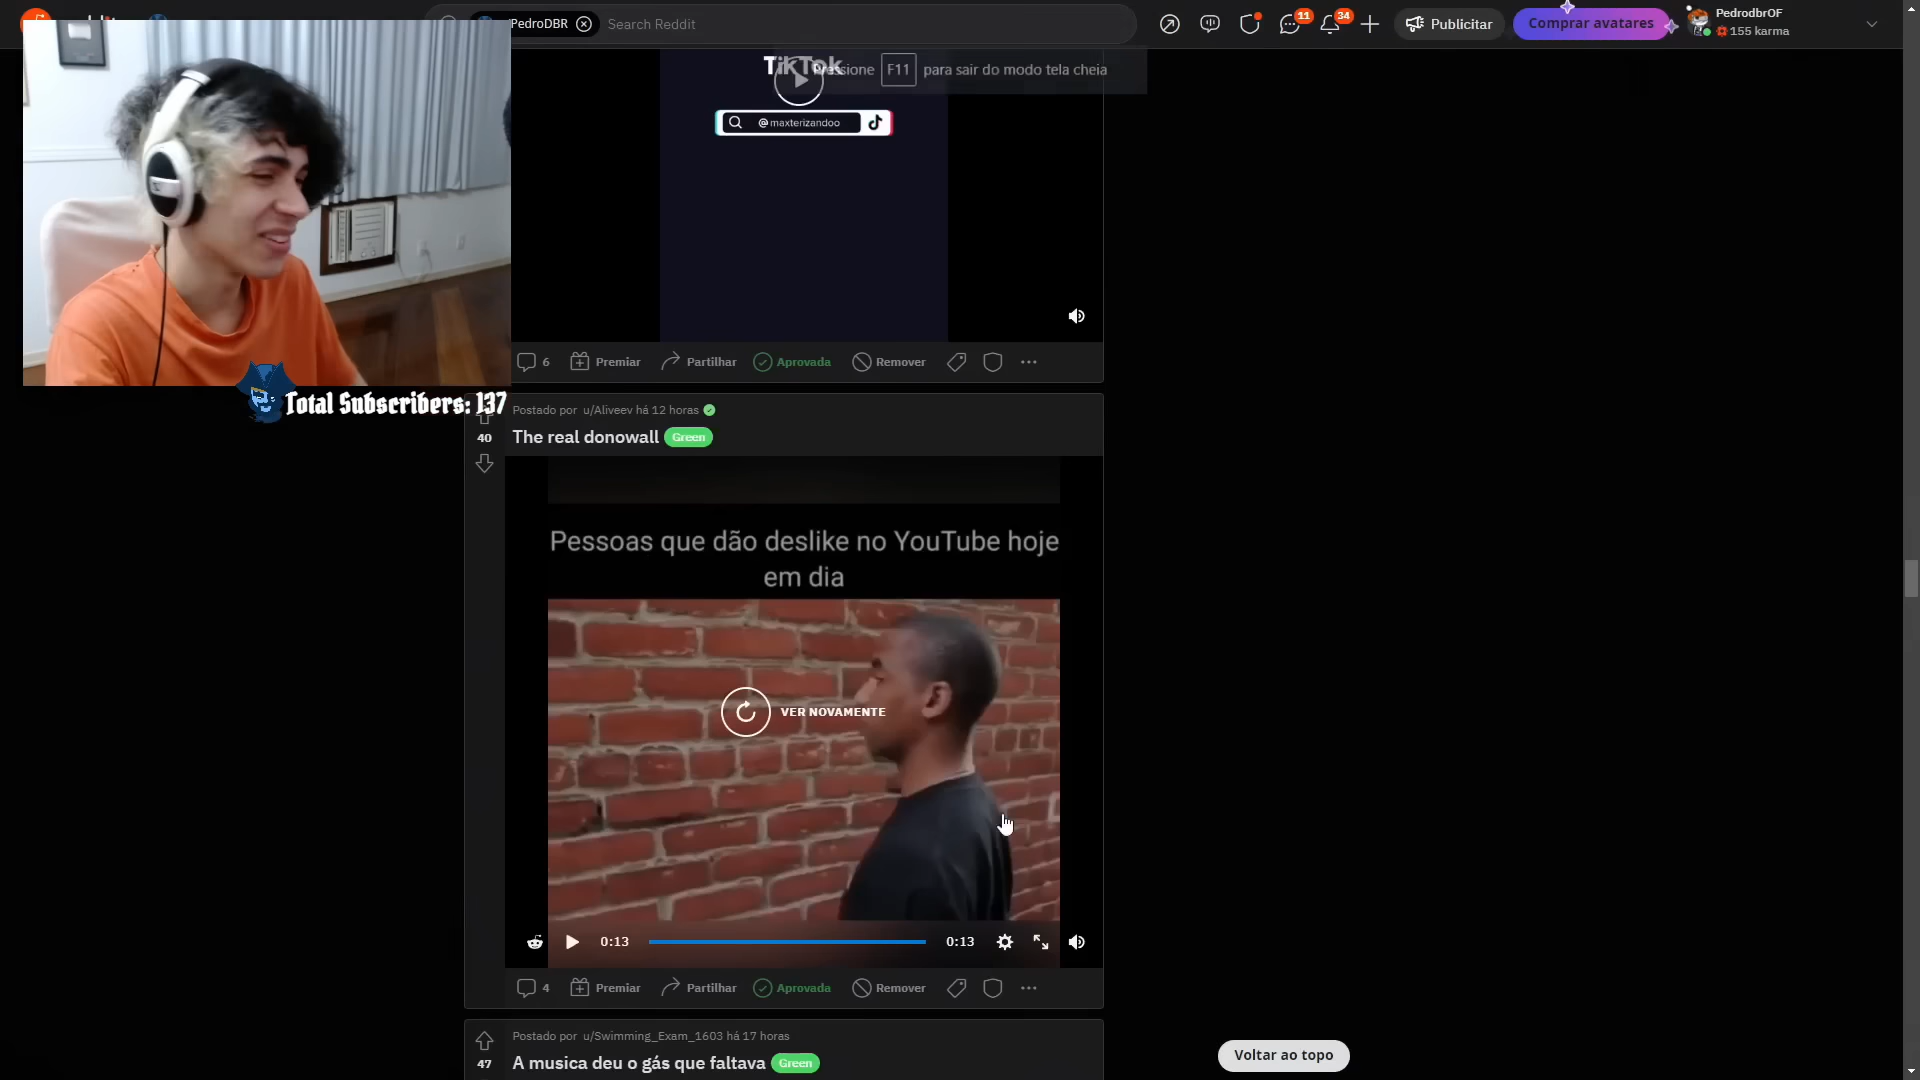 PedroDBR
Search Reddit
11
34
Publicitar
Comprar avatares
PedrodbrOF
155 karma
TikTok
Pressione F11 para sair do modo tela cheia
@maxterizandoo
6 Premiar Partilhar Aprovada Remover
Total Subscribers: 137
Postado por u/Aliveev há 12 horas
40
The real donowall Green
Pessoas que dão deslike no YouTube hoje
em dia
VER NOVAMENTE
0:13 0:13
4 Premiar Partilhar Aprovada Remover
Postado por u/Swimming_Exam_1603 há 17 horas
47
A musica deu o gás que faltava Green
Voltar ao topo